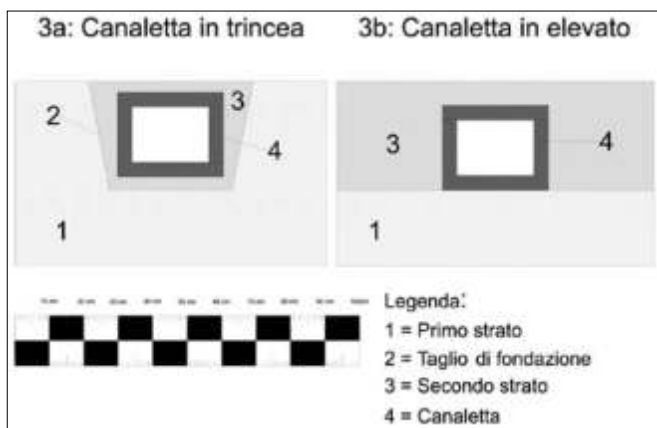 3a: Canaletta in trincea
3b: Canaletta in elevato
2
3
4
1
3
4
1
Legenda:
1 = Primo strato
2 = Taglio di fondazione
3 = Secondo strato
4 = Canaletta